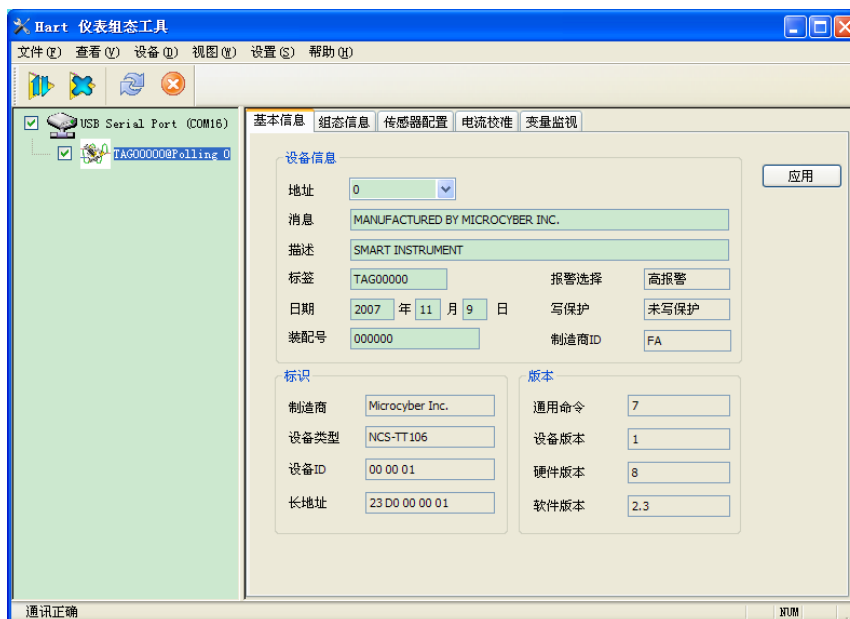 Hart 仪表组态工具
文件(F) 查看(V) 设备(D) 视图(W) 设置(S) 帮助(H)
USB Serial Port (COM16)
TAG00000@Polling 0
基本信息 组态信息 传感器配置 电流校准 变量监视
设备信息
应用
地址 0
消息 MANUFACTURED BY MICROCYBER INC.
描述 SMART INSTRUMENT
标签 TAG00000 报警选择 高报警
日期 2007 年 11 月 9 日 写保护 未写保护
装配号 000000 制造商ID FA
标识 版本
制造商 Microcyber Inc. 通用命令 7
设备类型 NCS-TT106 设备版本 1
设备ID 00 00 01 硬件版本 8
长地址 23 D0 00 00 01 软件版本 2.3
通讯正确 NUM